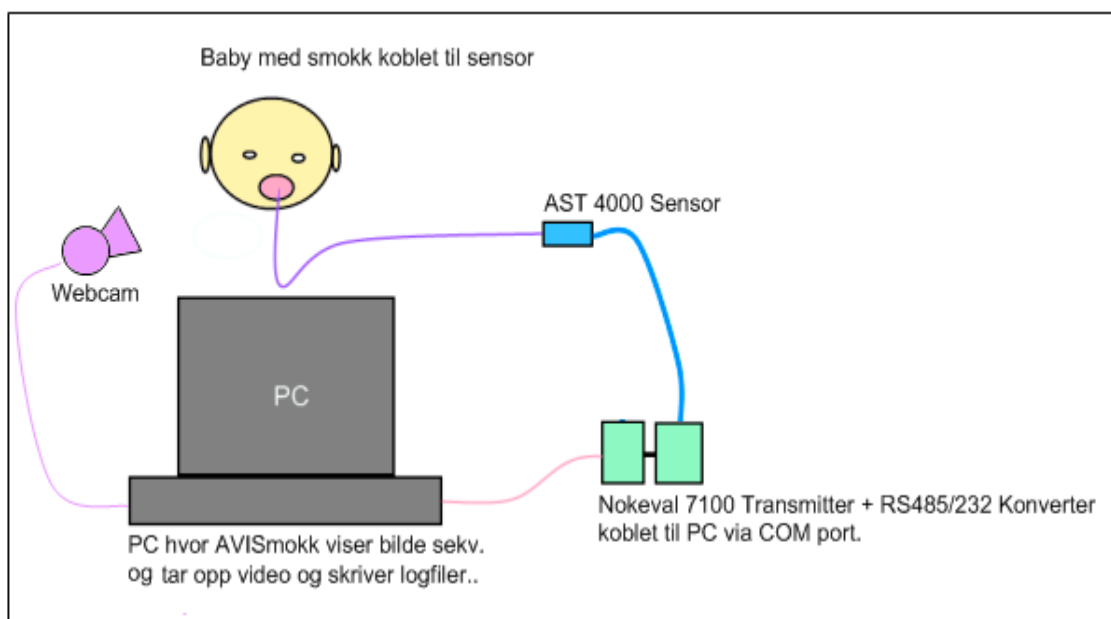 Baby med smokk koblet til sensor
AST 4000 Sensor
Webcam
PC
Nokeval 7100 Transmitter + RS485/232 Konverter
koblet til PC via COM port.
PC hvor AVISmokk viser bilde sekv.
og tar opp video og skriver logfiler..